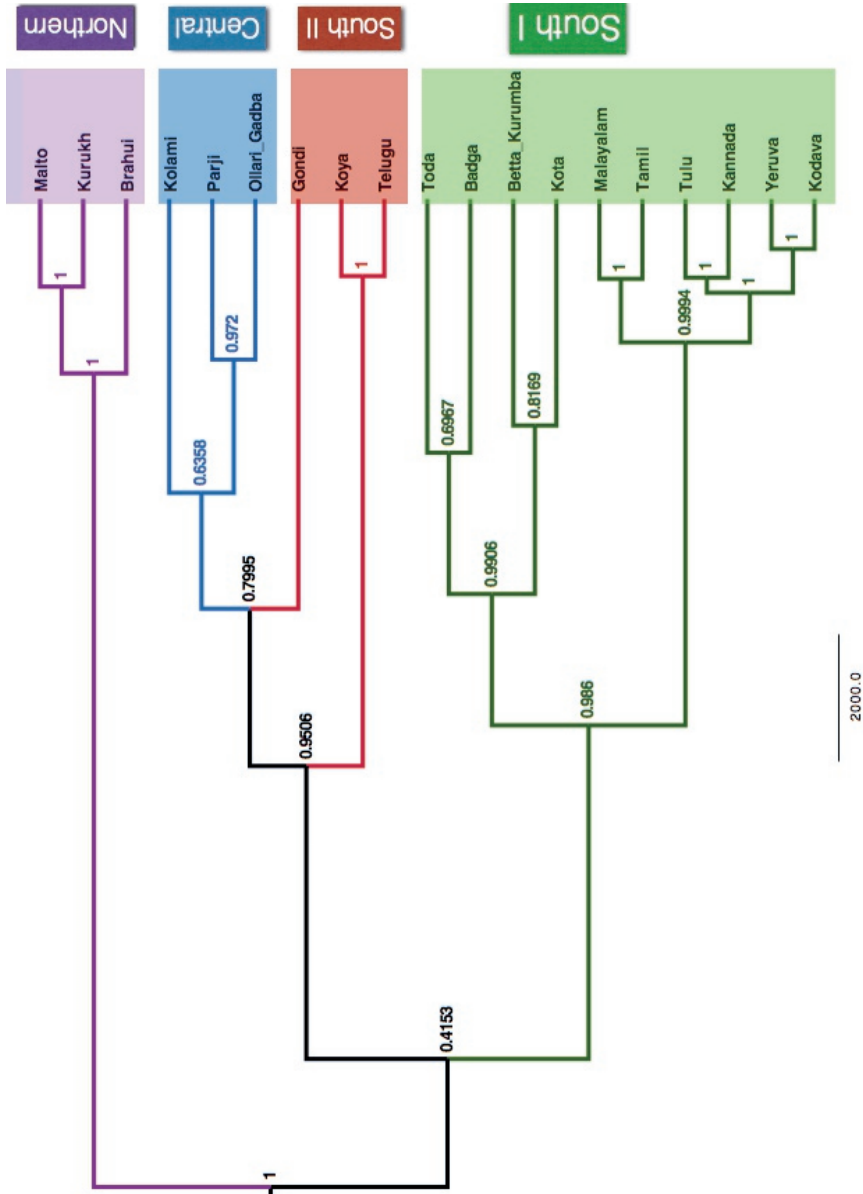 Northern
Central
South II
South I
Malto
Kurukh
Brahui
Kolami
Parji
Ollari_Gadba
Gondi
Koya
Telugu
Toda
Badga
Betta_Kurumba
Kota
Malayalam
Tamil
Tulu
Kannada
Yeruva
Kodava
1
1
0.972
0.6358
1
0.7995
0.9506
0.6967
0.8169
0.9906
1
1
1
1
0.9994
0.986
0.4153
1
2000.0